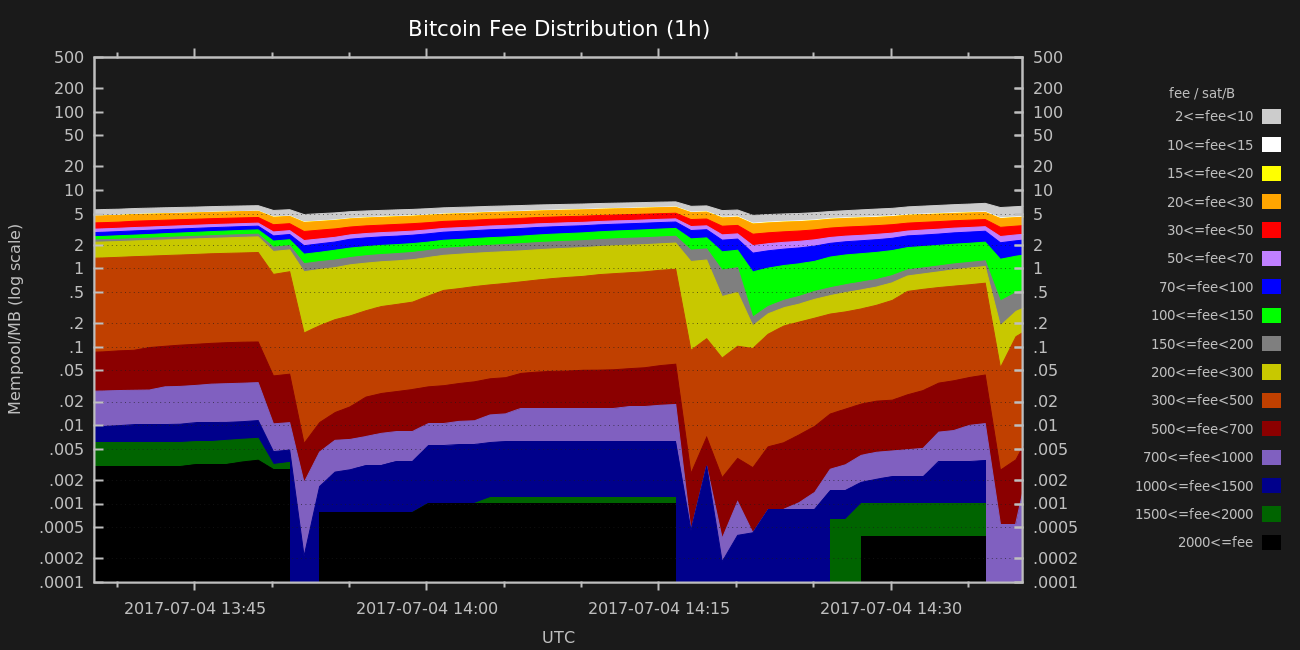 Bitcoin Fee Distribution (1h)
500 500
200 200
100 100
50 50
20 20
10 10
5 5
2 2
1 1
.5 .5
.2 .2
.1 .1
.05 .05
.02 .02
.01 .01
.005 .005
.002 .002
.001 .001
.0005 .0005
.0002 .0002
.0001 .0001
Mempool/MB (log scale)
2017-07-04 13:45 2017-07-04 14:00 2017-07-04 14:15 2017-07-04 14:30
UTC
fee / sat/B
2<=fee<10
10<=fee<15
15<=fee<20
20<=fee<30
30<=fee<50
50<=fee<70
70<=fee<100
100<=fee<150
150<=fee<200
200<=fee<300
300<=fee<500
500<=fee<700
700<=fee<1000
1000<=fee<1500
1500<=fee<2000
2000<=fee